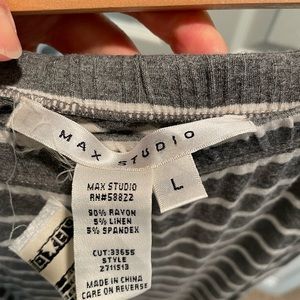 MAX STUDIO
L
MAX STUDIO
RN#58822
90% RAYON
5% LINEN
5% SPANDEX
CUT:33655
STYLE
2711513
MADE IN CHINA
CARE ON REVERSE